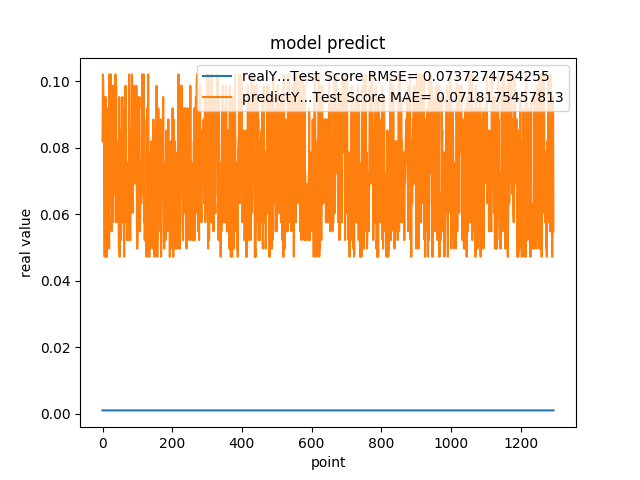 model predict
realY...Test Score RMSE= 0.0737274754255
predictY...Test Score MAE= 0.0718175457813
0.10
0.08
0.06
0.04
0.02
0.00
real value
0 200 400 600 800 1000 1200
point